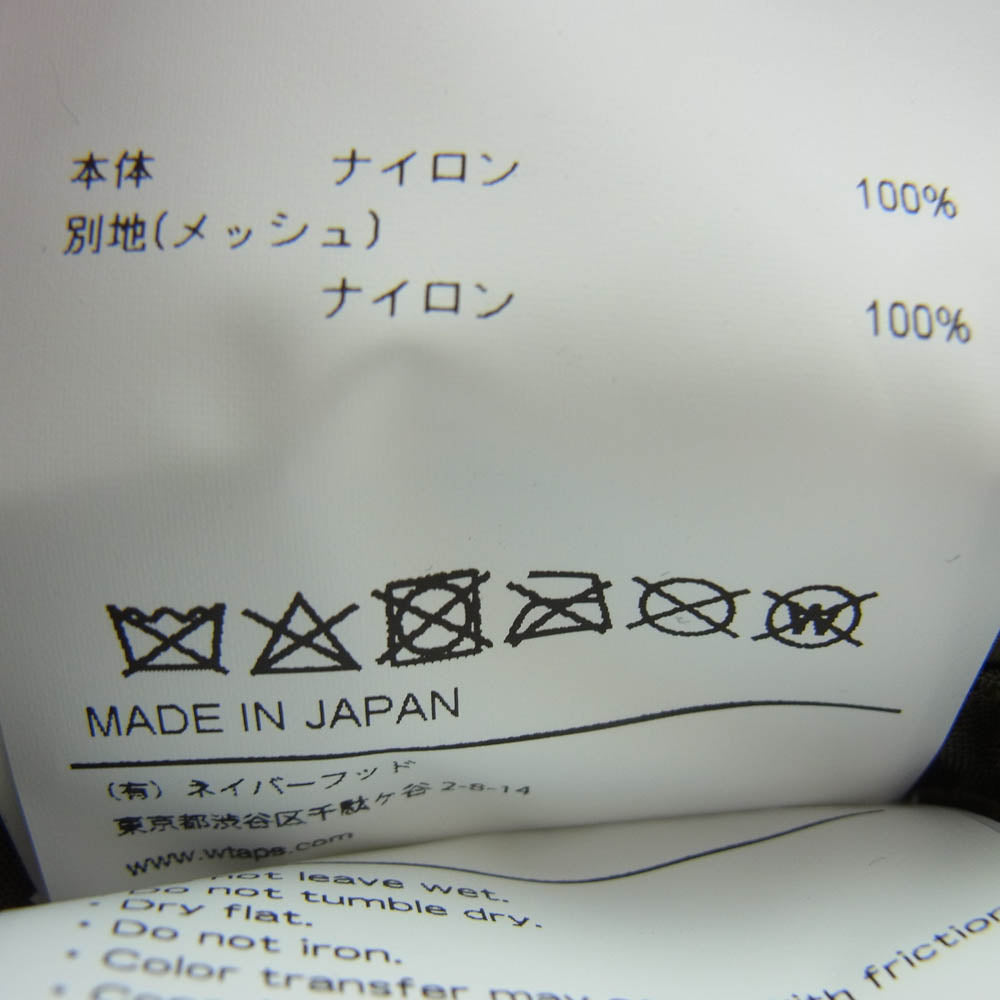 本体 ナイロン 100%
別地(メッシュ)
ナイロン 100%
W
MADE IN JAPAN
(有) ネイバーフッド
東京都渋谷区千駄ケ谷 2-8-14
www.wtaps.com
not leave wet.
Do not tumble dry.
• Dry flat.
• Do not iron.
• Color transfer may with friction